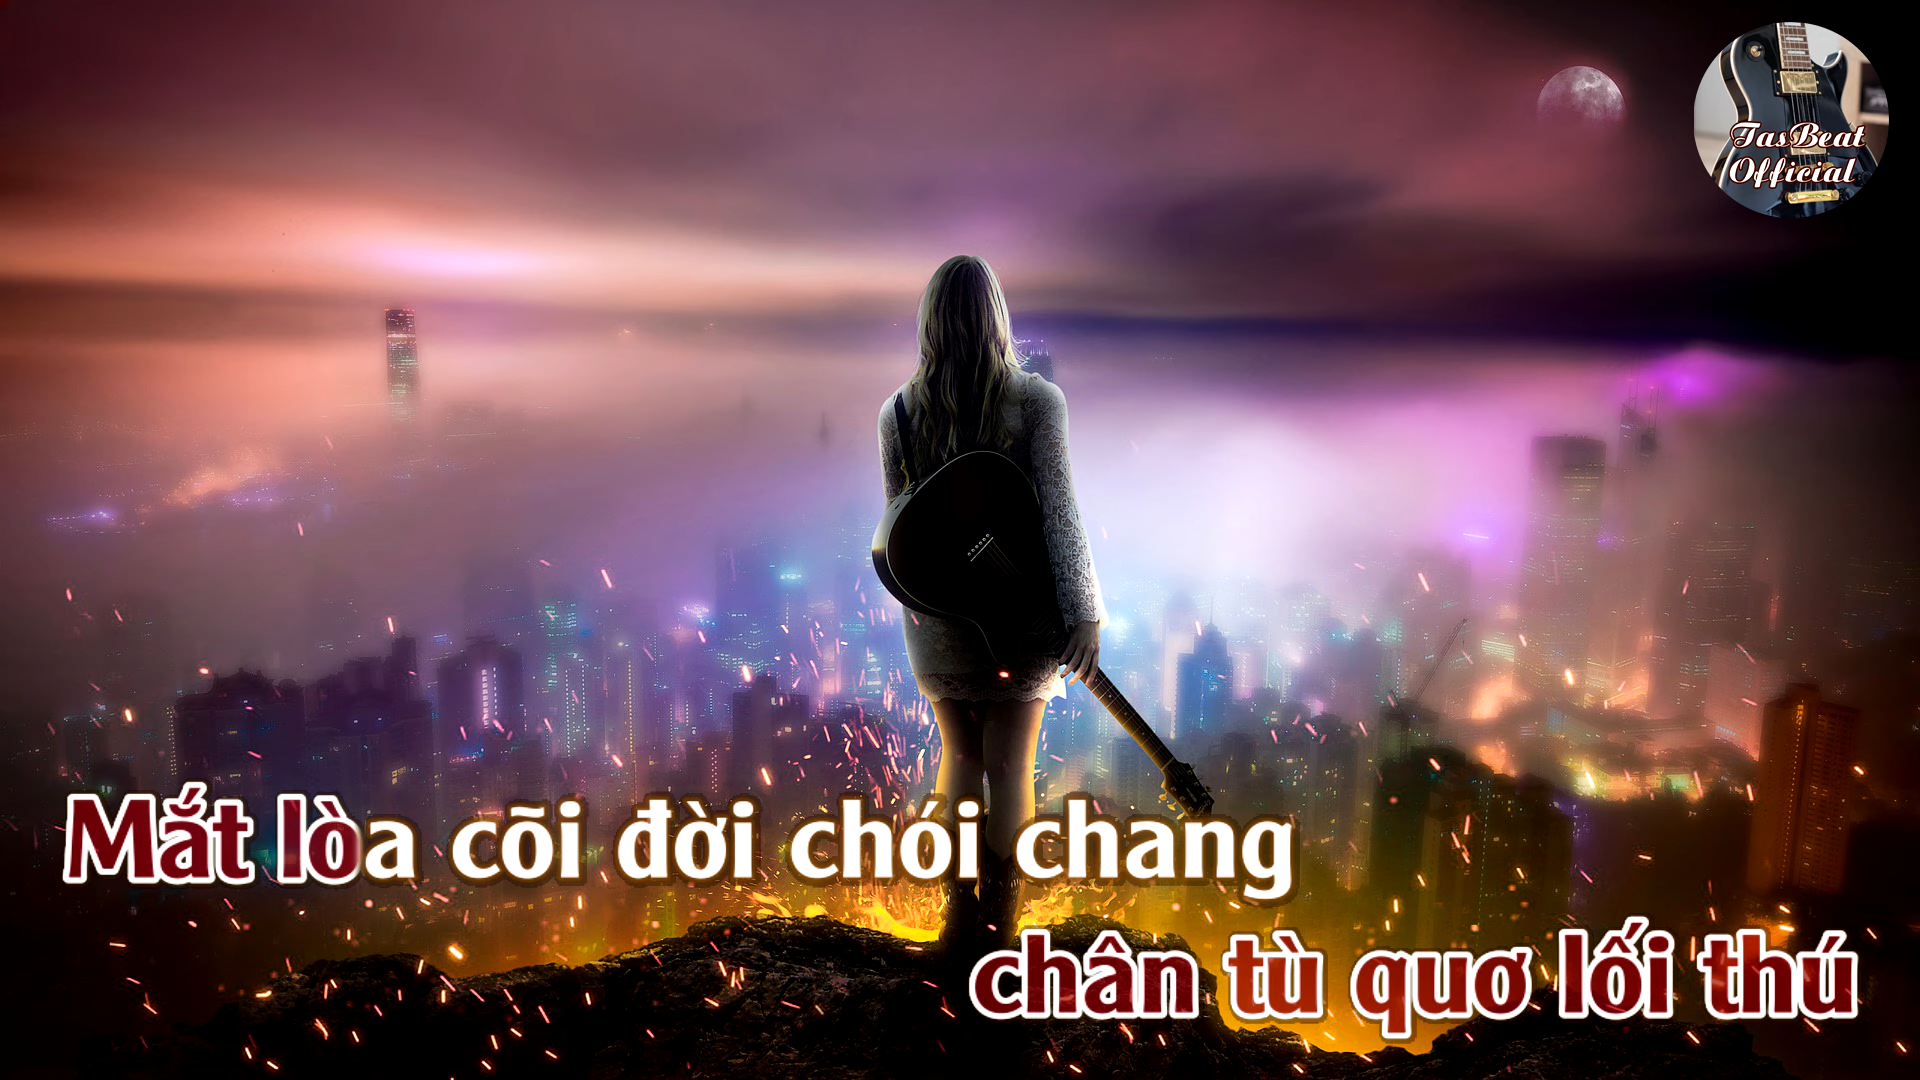 TasBeat
Official
Mắt lòa cõi đời chói chang
chân tù quơ lối thú